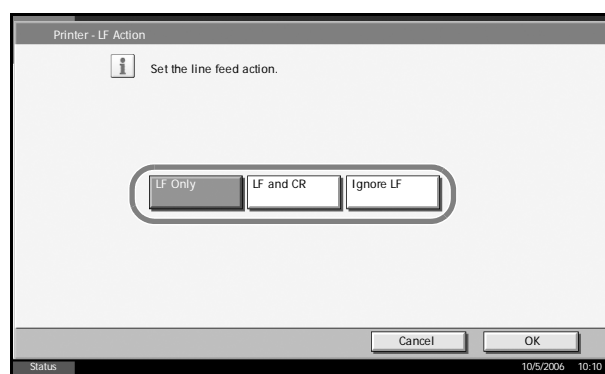 Printer - LF Action
Set the line feed action.
LF Only LF and CR Ignore LF
Cancel OK
Status 10/5/2006 10:10